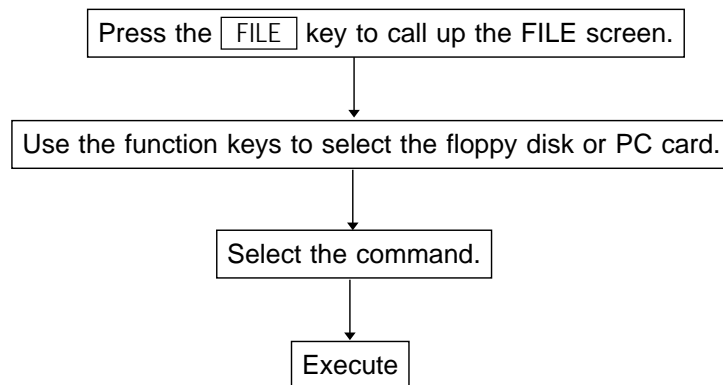 Press the FILE key to call up the FILE screen.
Use the function keys to select the floppy disk or PC card.
Select the command.
Execute